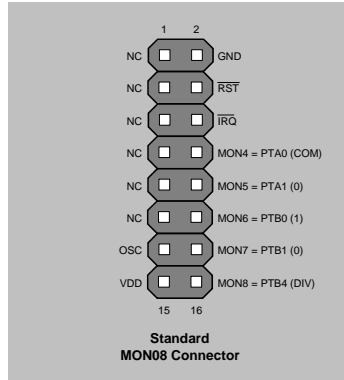 1 2
NC GND
NC RST
NC IRQ
NC MON4 = PTA0 (COM)
NC MON5 = PTA1 (0)
NC MON6 = PTB0 (1)
OSC MON7 = PTB1 (0)
VDD MON8 = PTB4 (DIV)
15 16
Standard
MON08 Connector